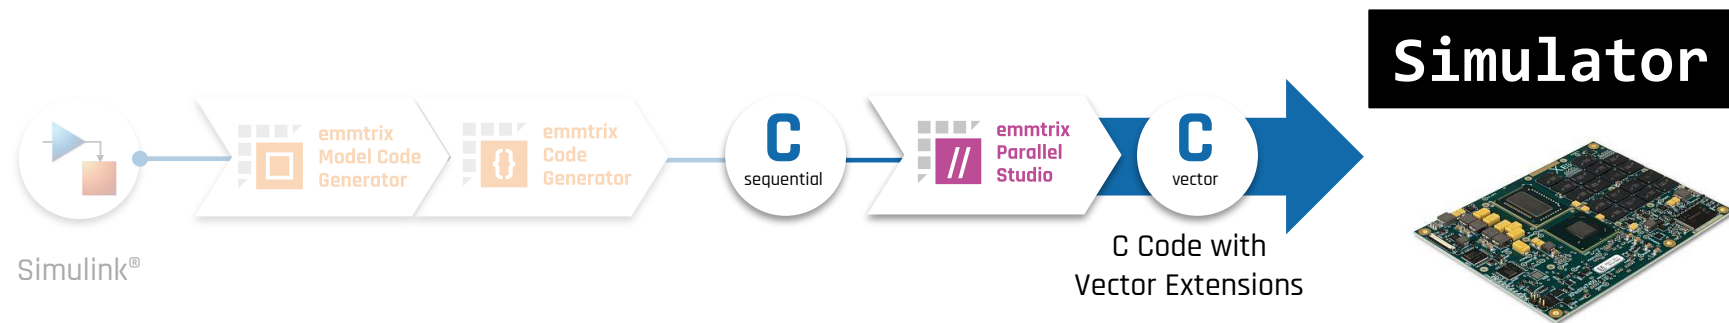 Simulator
emmtrix
Model Code
Generator
emmtrix
Code
Generator
{}
C
sequential
//
emmtrix
Parallel
Studio
C
vector
C Code with
Vector Extensions
Simulink®